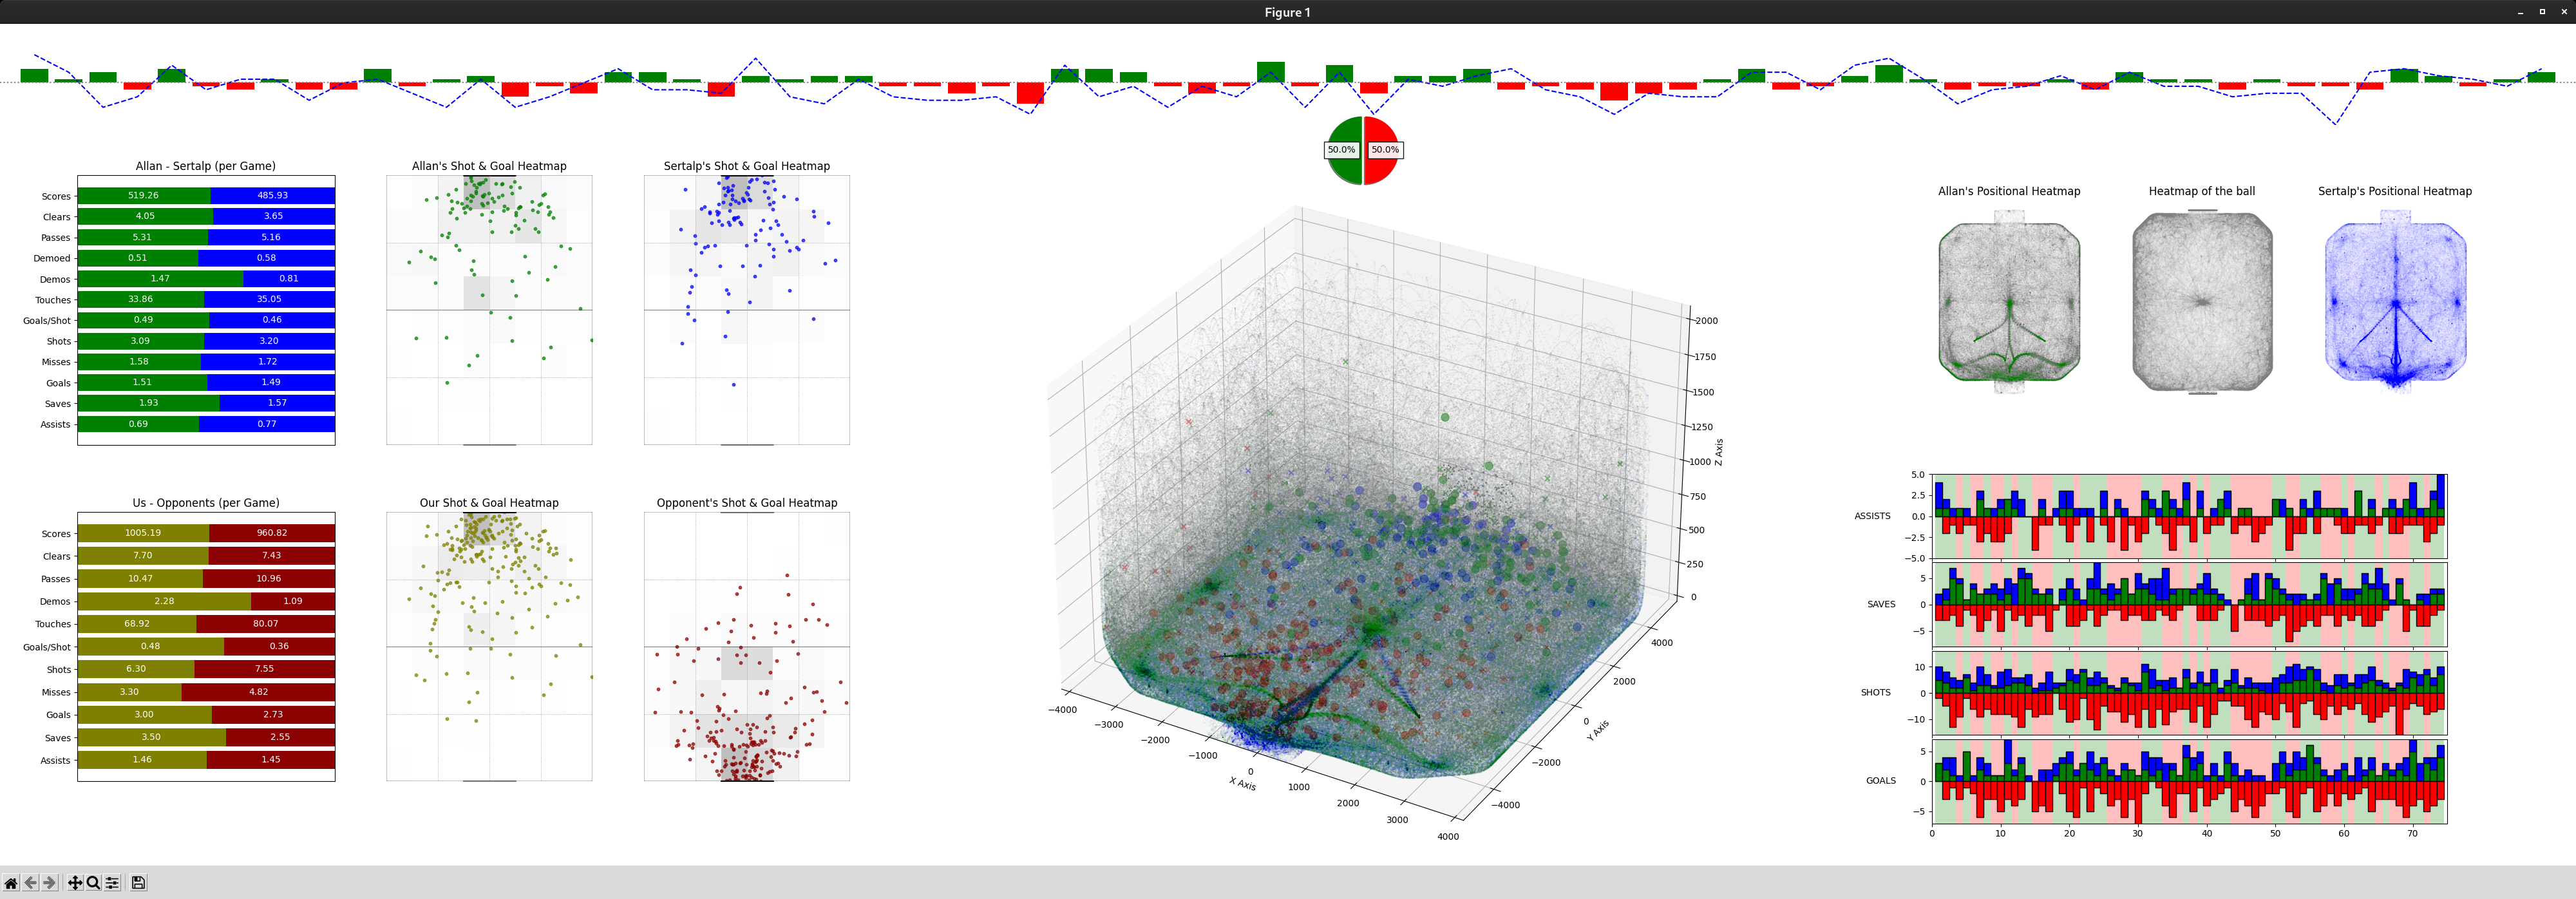 Figure 1
50.0% 50.0%
Allan - Sertalp (per Game)
Scores 519.26 485.93
Clears 4.05 3.65
Passes 5.31 5.16
Demoed 0.51 0.58
Demos 1.47 0.81
Touches 33.86 35.05
Goals/Shot 0.49 0.46
Shots 3.09 3.20
Misses 1.58 1.72
Goals 1.51 1.49
Saves 1.93 1.57
Assists 0.69 0.77
Allan's Shot & Goal Heatmap
Sertalp's Shot & Goal Heatmap
Us - Opponents (per Game)
Scores 1005.19 960.82
Clears 7.70 7.43
Passes 10.47 10.96
Demos 2.28 1.09
Touches 68.92 80.07
Goals/Shot 0.48 0.36
Shots 6.30 7.55
Misses 3.30 4.82
Goals 3.00 2.73
Saves 3.50 2.55
Assists 1.46 1.45
Our Shot & Goal Heatmap
Opponent's Shot & Goal Heatmap
2000
1750
1500
1250
1000
750
500
250
0
Z Axis
4000
2000
0
−2000
−4000
Y Axis
−4000
−3000
−2000
−1000
0
1000
2000
3000
4000
X Axis
Allan's Positional Heatmap
Heatmap of the ball
Sertalp's Positional Heatmap
ASSISTS
5.0
2.5
0.0
−2.5
−5.0
SAVES
5
0
−5
SHOTS
10
0
−10
GOALS
5
0
−5
0 10 20 30 40 50 60 70